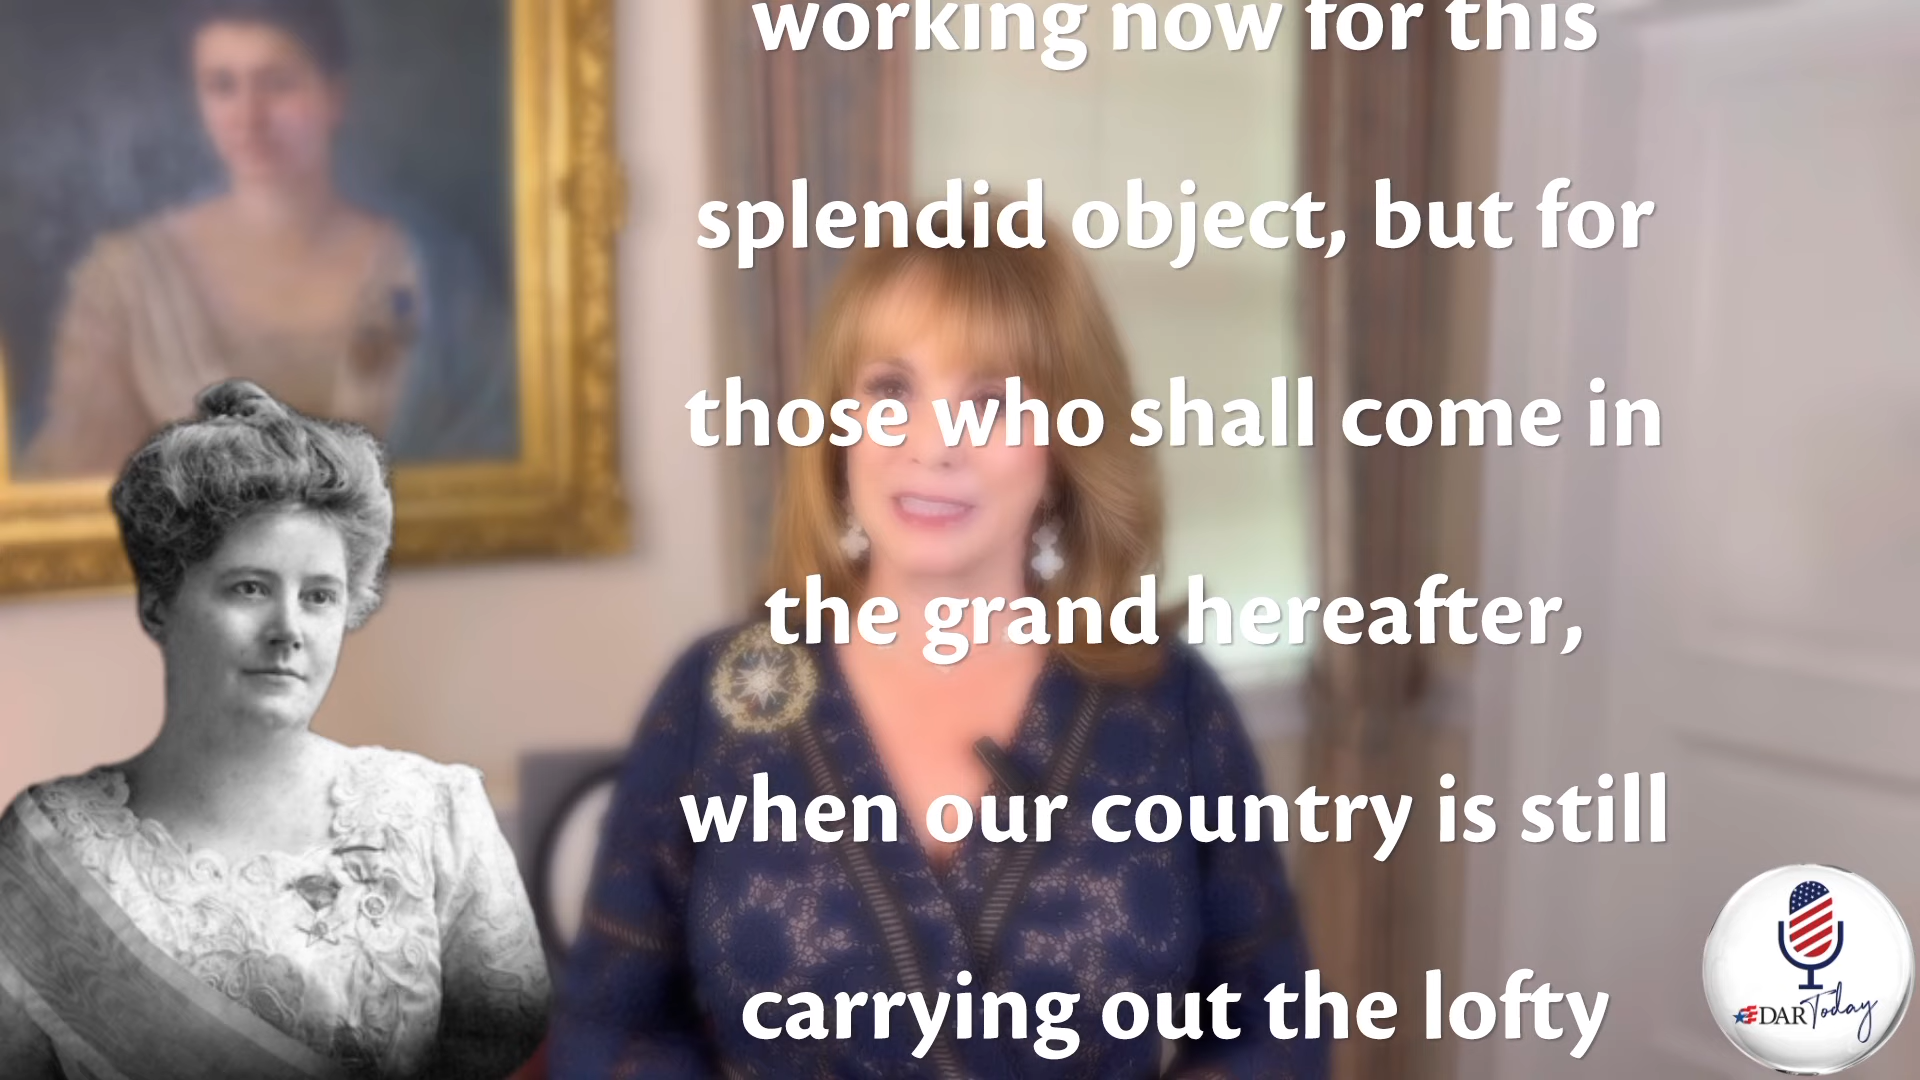 working now for this
splendid object, but for
those who shall come in
the grand hereafter,
when our country is still
carrying out the lofty
DAR Today